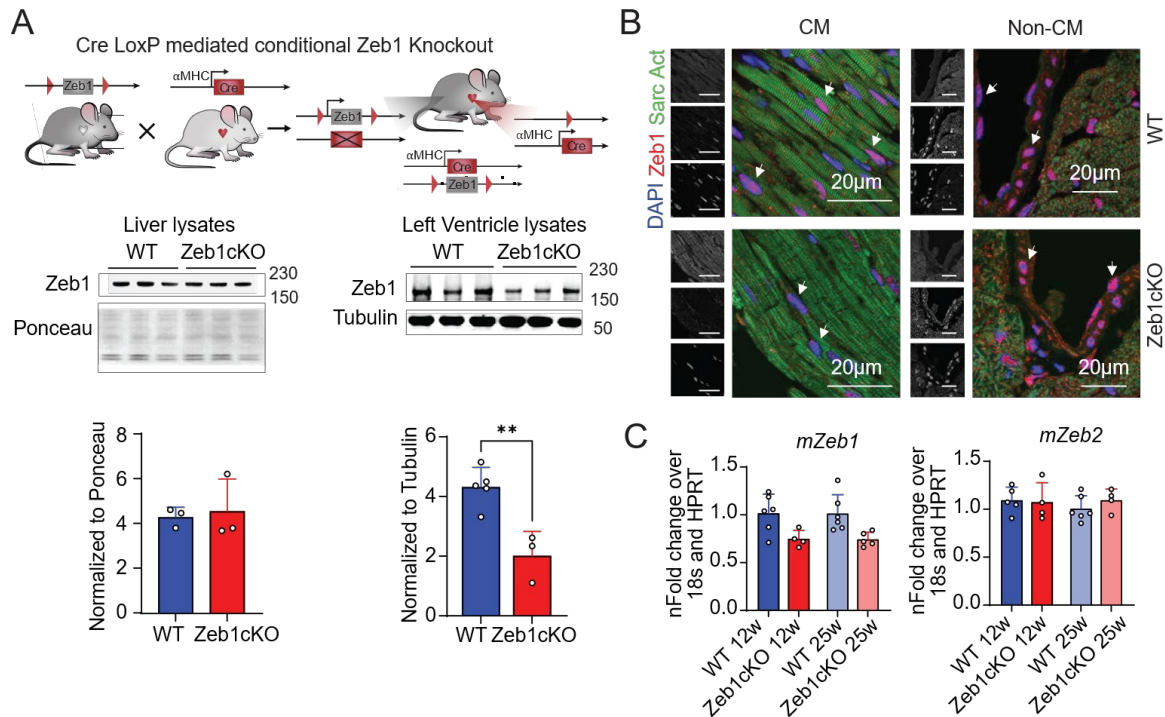 A
Cre LoxP mediated conditional Zeb1 Knockout
Zeb1
αMHC
Cre
Zeb1
αMHC
Cre
αMHC
Cre
Zeb1
Liver lysates
WT Zeb1cKO
Zeb1
230
150
Ponceau
Left Ventricle lysates
WT Zeb1cKO
Zeb1
230
150
Tubulin
50
Normalized to Ponceau
8
6
4
2
0
WT Zeb1cKO
Normalized to Tubulin
6
4
2
0
**
WT Zeb1cKO
B
CM
Non-CM
DAPI Zeb1 Sarc Act
20µm
20µm
WT
20µm
20µm
Zeb1cKO
C
mZeb1
nFold change over
18s and HPRT
1.5
1.0
0.5
0.0
WT 12w
Zeb1cKO 12w
WT 25w
Zeb1cKO 25w
mZeb2
nFold change over
18s and HPRT
1.5
1.0
0.5
0.0
WT 12w
Zeb1cKO 12w
WT 25w
Zeb1cKO 25w